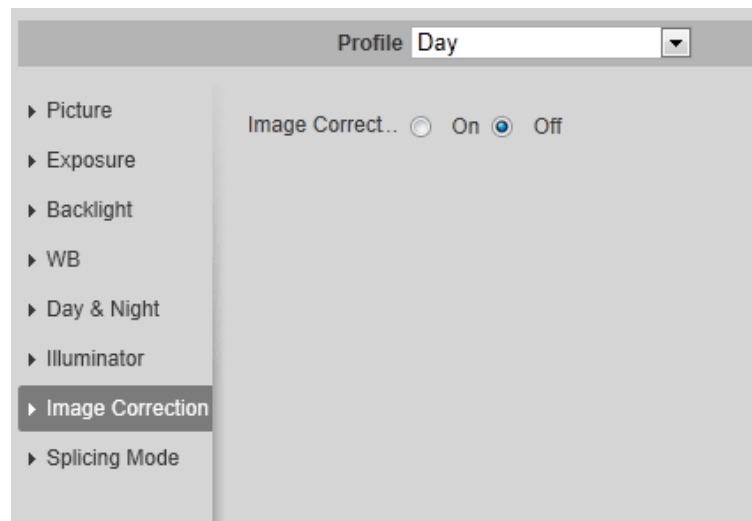 Profile Day
Picture
Image Correct.. On Off
Exposure
Backlight
WB
Day & Night
Illuminator
Image Correction
Splicing Mode